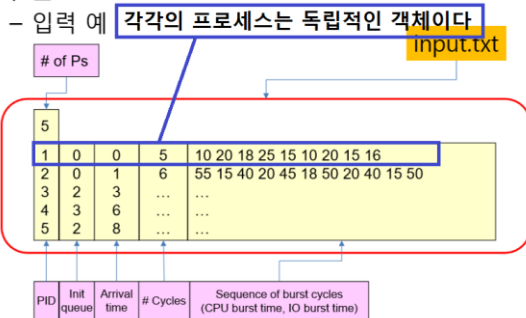 – 입력 예 각각의 프로세스는 독립적인 객체이다
input.txt
# of Ps
5
1 0 0 5 10 20 18 25 15 10 20 15 16
2 0 1 6 55 15 40 20 45 18 50 20 40 15 50
3 2 3 ... ...
4 3 6 ... ...
5 2 8 ... ...
PID Init queue Arrival time # Cycles Sequence of burst cycles (CPU burst time, IO burst time)